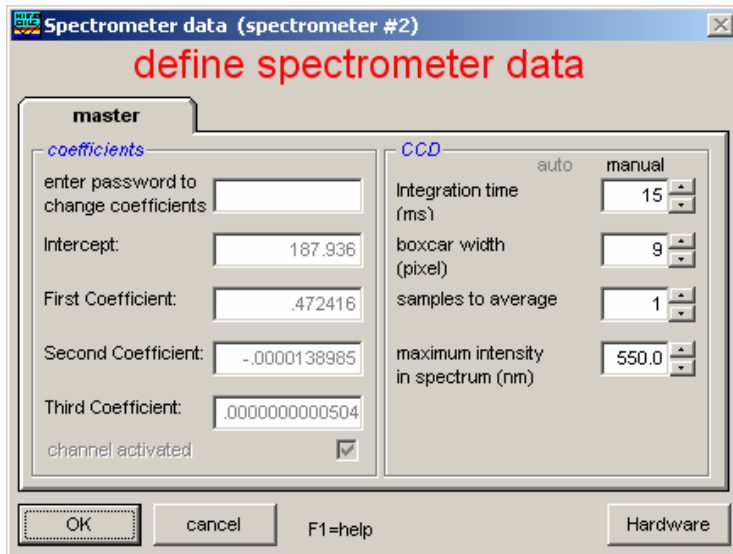 Spectrometer data (spectrometer #2)
define spectrometer data
master
coefficients
enter password to
change coefficients
Intercept:
187.936
First Coefficient:
.472416
Second Coefficient:
-.0000138985
Third Coefficient:
.0000000000504
channel activated
CCD
auto manual
Integration time
(ms)
15
boxcar width
(pixel)
9
samples to average
1
maximum intensity
in spectrum (nm)
550.0
OK
cancel
F1=help
Hardware